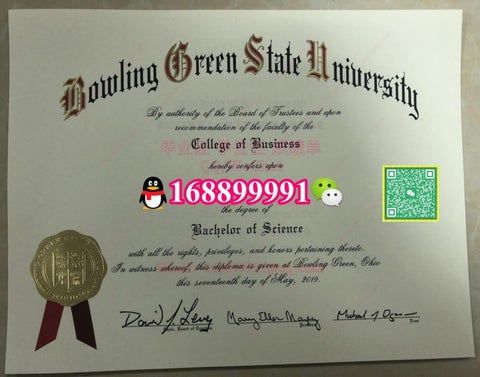 Bowling Green State University
By authority of the Board of Trustees and upon
recommendation of the faculty of the
College of Business
hereby confers upon
168899991
the degree of
Bachelor of Science
with all the rights, privileges, and honors pertaining thereto.
In witness whereof, this diploma is given at Bowling Green, Ohio
this seventeenth day of May, 2019.